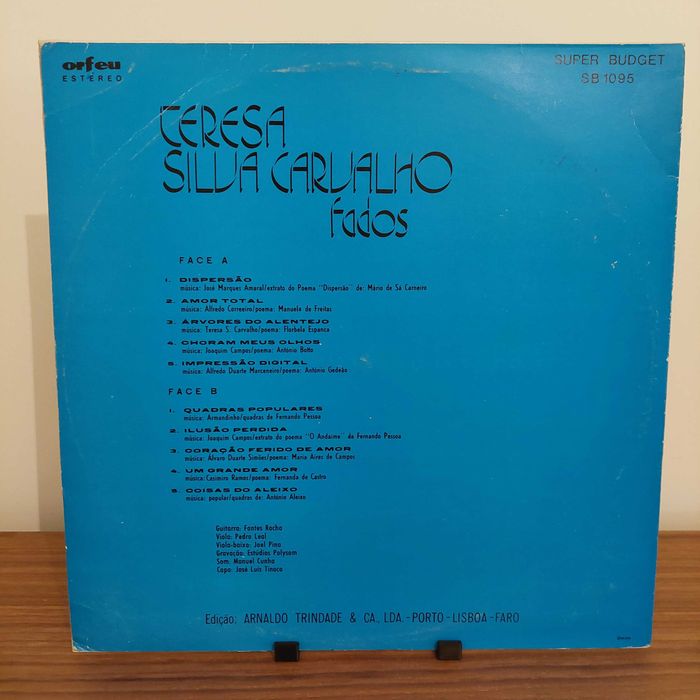 orfeu
ESTÉREO
SUPER BUDGET
SB 1095
TERESA
SILVA CARVALHO
fados
FACE A
1. DISPERSÃO
música: José Marques Amaral/extrato do Poema "Dispersão" de: Mário de Sá Carneiro
2. AMOR TOTAL
música: Alfredo Correeiro/poema: Manuela de Freitas
3. ÁRVORES DO ALENTEJO
música: Teresa S. Carvalho/poema: Florbela Espanca
4. CHORAM MEUS OLHOS
música: Joaquim Campos/poema: António Botto
5. IMPRESSÃO DIGITAL
música: Alfredo Duarte Marceneiro/poema: António Gedeão
FACE B
1. QUADRAS POPULARES
música: Armandinho/quadras de Fernando Pessoa
2. ILUSÃO PERDIDA
música: Joaquim Campos/extrato do poema "O Andaime" de Fernando Pessoa
3. CORAÇÃO FERIDO DE AMOR
música: Álvaro Duarte Simões/poema: Maria Aires de Campos
4. UM GRANDE AMOR
música: Casimiro Ramos/poema: Fernanda de Castro
5. COISAS DO ALEIXO
música: popular/quadras de: António Aleixo
Guitarra: Fontes Rocha
Viola: Pedro Leal
Viola-baixo: Joel Pina
Gravação: Estúdios Polysom
Som: Manuel Cunha
Capa: José Luís Tinoco
Edição: ARNALDO TRINDADE & CA., LDA. - PORTO - LISBOA - FARO